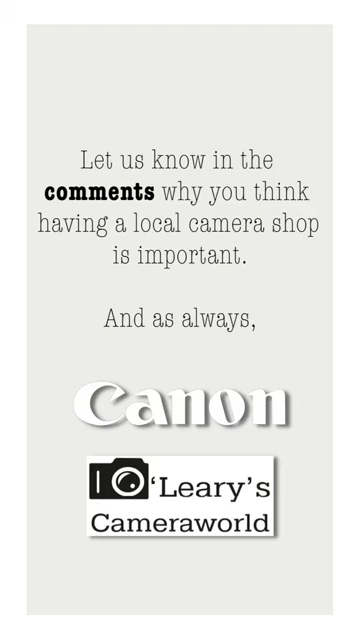 Let us know in the
comments why you think
having a local camera shop
is important.
And as always,
Canon
O'Leary's
Cameraworld